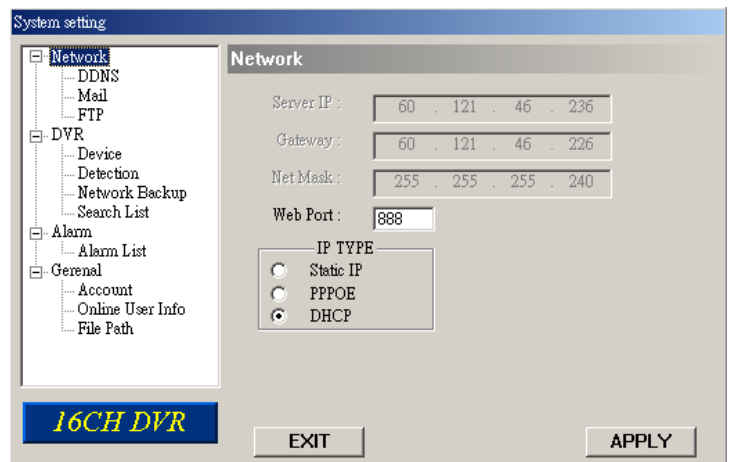 System setting
Network
DDNS
Mail
FTP
DVR
Device
Detection
Network Backup
Search List
Alarm
Alarm List
Gerenal
Account
Online User Info
File Path
16CH DVR
Network
Server IP : 60 . 121 . 46 . 236
Gateway : 60 . 121 . 46 . 226
Net Mask : 255 . 255 . 255 . 240
Web Port : 888
IP TYPE
Static IP
PPPOE
DHCP
EXIT
APPLY